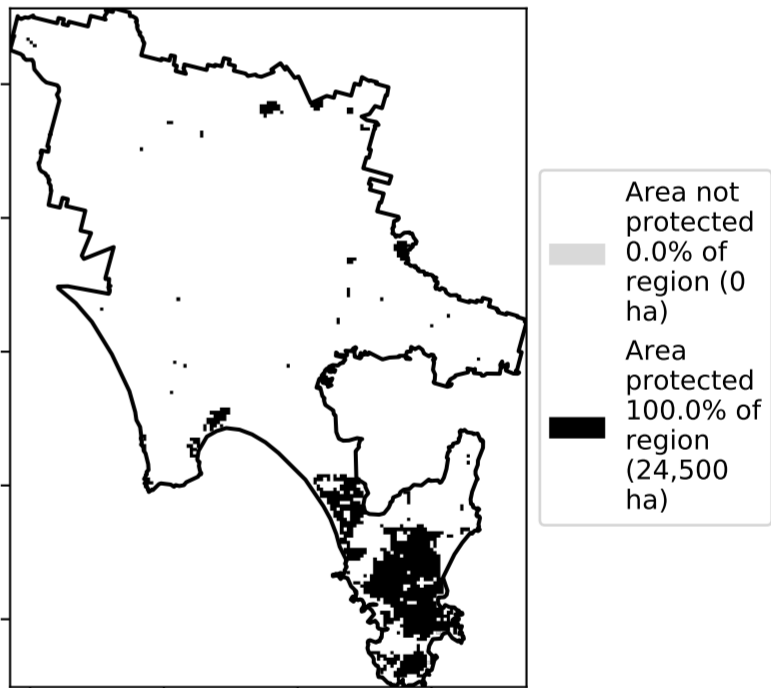 Area not
protected
0.0% of
region (0
ha)
Area
protected
100.0% of
region
(24,500
ha)